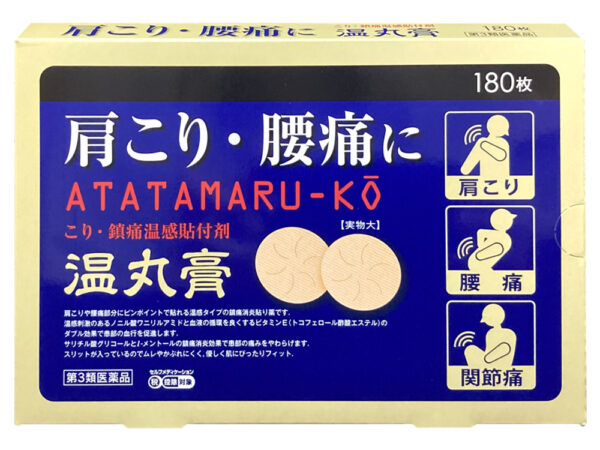 肩こり・腰痛に 温丸膏 180枚
こり・鎮痛温感貼付剤
【第3類医薬品】
180枚
肩こり・腰痛に
ATATAMARU-KŌ
こり・鎮痛温感貼付剤
【実物大】
温丸膏
肩こりや腰痛部分にピンポイントで貼れる温感タイプの鎮痛消炎貼り薬です。
温感刺激のあるノニル酸ワニリルアミドと血液の循環を良くするビタミンE(トコフェロール酢酸エステル)の
ダブル効果で患部の血行を促進します。
サリチル酸グリコールとl-メントールの鎮痛消炎効果で患部の痛みをやわらげます。
スリットが入っているのでムレやかぶれにくく、優しく肌にぴったりフィット。
第3類医薬品
セルフメディケーション
税 控除 対象
肩こり
腰痛
関節痛